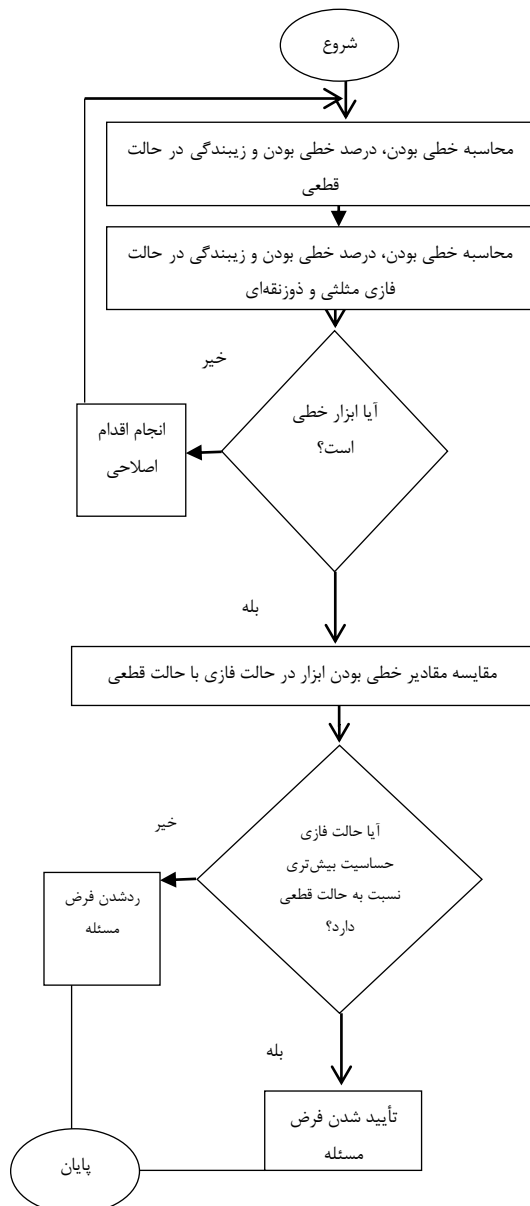 شروع
محاسبه خطی بودن، درصد خطی بودن و زیبندگی در حالت
قطعی
محاسبه خطی بودن، درصد خطی بودن و زیبندگی در حالت
فازی مثلثی و ذوزنقه‌ای
خیر
آیا ابزار خطی
است؟
انجام اقدام
اصلاحی
بله
مقایسه مقادیر خطی بودن ابزار در حالت فازی با حالت قطعی
خیر
آیا حالت فازی
حساسیت بیش‌تری
نسبت به حالت قطعی
دارد؟
ردشدن فرض
مسئله
بله
تأیید شدن فرض
مسئله
پایان